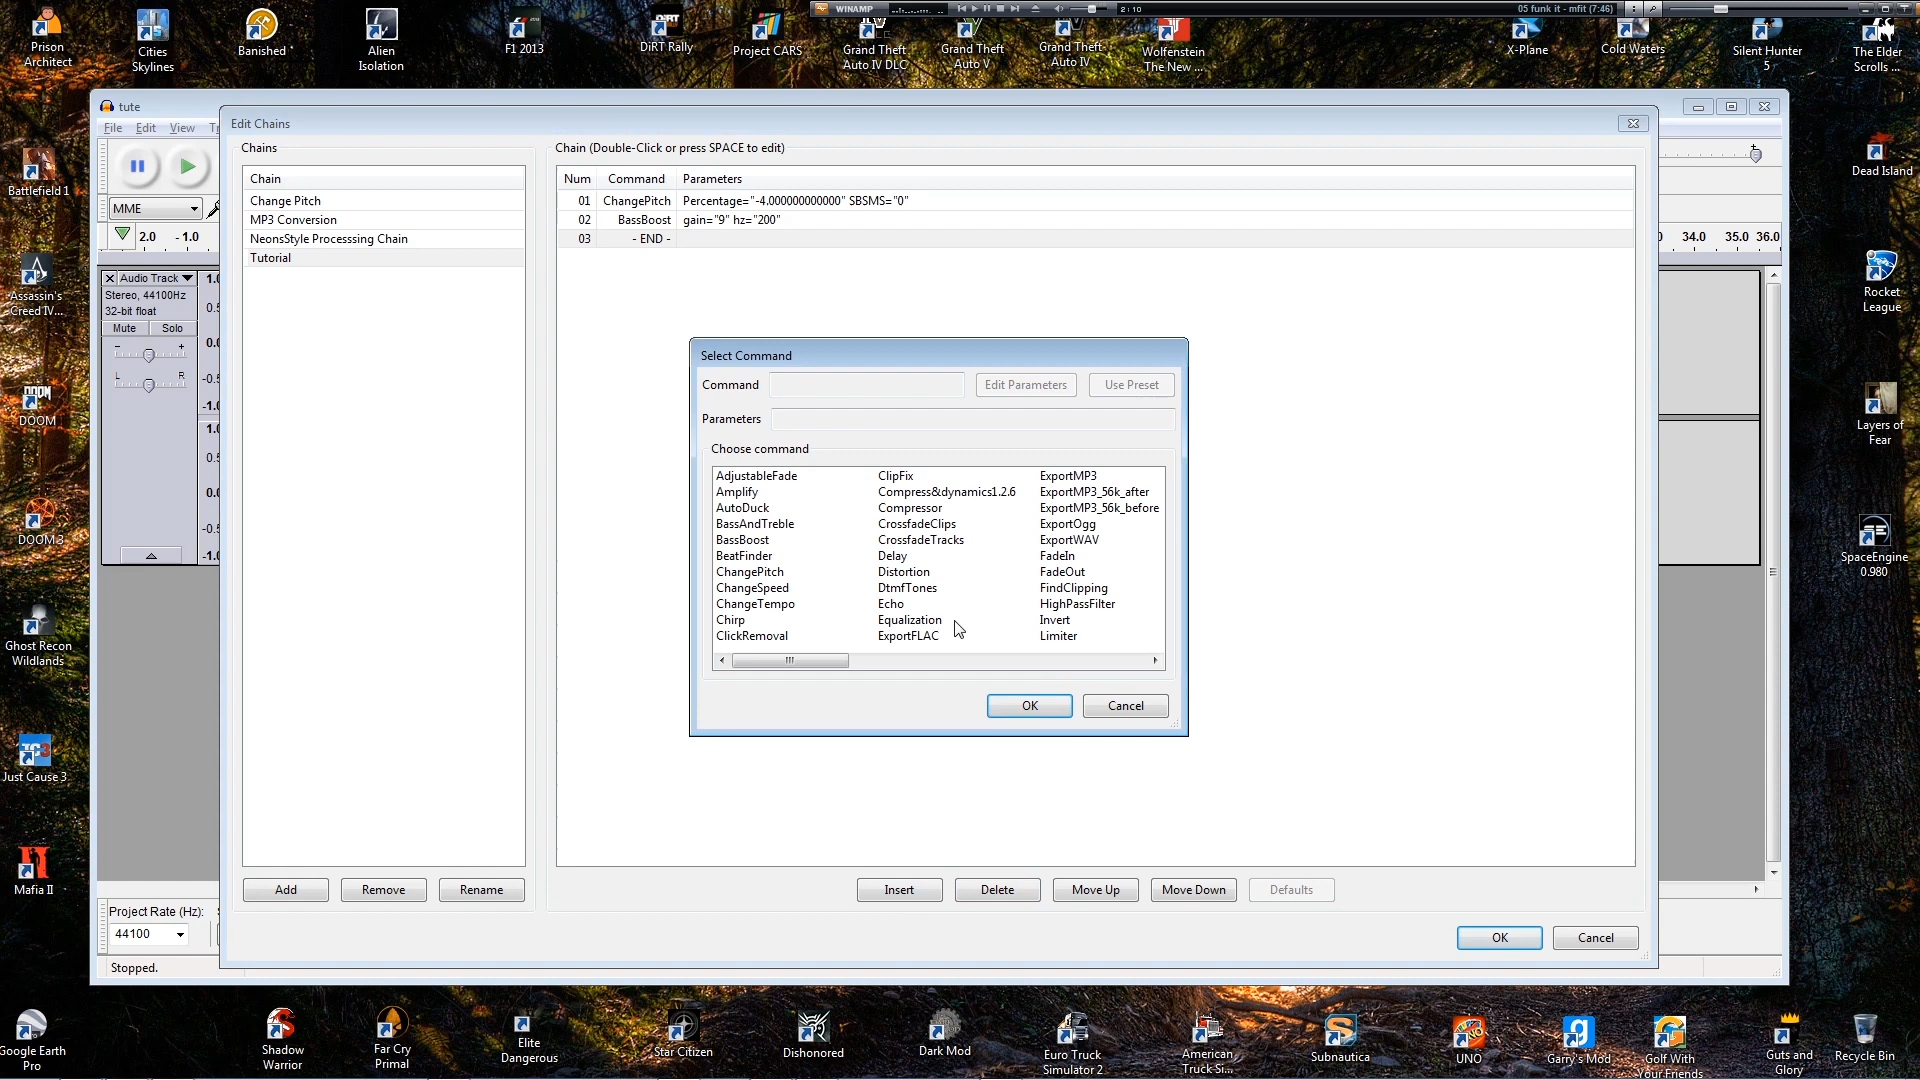 WINAMP
2:10
05 funk it - mfit (7:46)
Prison
Architect
Cities
Skylines
Banished
Alien
Isolation
F1 2013
DiRT Rally
Project CARS
Grand Theft
Auto IV DLC
Grand Theft
Auto V
Grand Theft
Auto IV
Wolfenstein
The New ...
X-Plane
Cold Waters
Silent Hunter
5
The Elder
Scrolls ...
Battlefield 1
Assassin's
Creed IV...
DOOM
DOOM 3
Ghost Recon
Wildlands
Just Cause 3
Mafia II
Dead Island
Rocket
League
Layers of
Fear
SpaceEngine
0.980
tute
File Edit View
MME
2.0 -1.0
34.0 35.0 36.0
Audio Track
Stereo, 44100Hz
32-bit float
Mute Solo
- +
L R
Project Rate (Hz):
44100
Stopped.
Edit Chains
Chains
Chain
Change Pitch
MP3 Conversion
NeonsStyle Processsing Chain
Tutorial
Add Remove Rename
Chain (Double-Click or press SPACE to edit)
Num Command Parameters
01 ChangePitch Percentage="-4.000000000000" SBSMS="0"
02 BassBoost gain="9" hz="200"
03 - END -
Insert Delete Move Up Move Down Defaults
OK Cancel
Select Command
Command Edit Parameters Use Preset
Parameters
Choose command
AdjustableFade ClipFix ExportMP3
Amplify Compress&dynamics1.2.6 ExportMP3_56k_after
AutoDuck Compressor ExportMP3_56k_before
BassAndTreble CrossfadeClips ExportOgg
BassBoost CrossfadeTracks ExportWAV
BeatFinder Delay FadeIn
ChangePitch Distortion FadeOut
ChangeSpeed DtmfTones FindClipping
ChangeTempo Echo HighPassFilter
Chirp Equalization Invert
ClickRemoval ExportFLAC Limiter
OK Cancel
Google Earth
Pro
Shadow
Warrior
Far Cry
Primal
Elite
Dangerous
Star Citizen
Dishonored
Dark Mod
Euro Truck
Simulator 2
American
Truck Si...
Subnautica
UNO
Garry's Mod
Golf With
Your Friends
Guts and
Glory
Recycle Bin